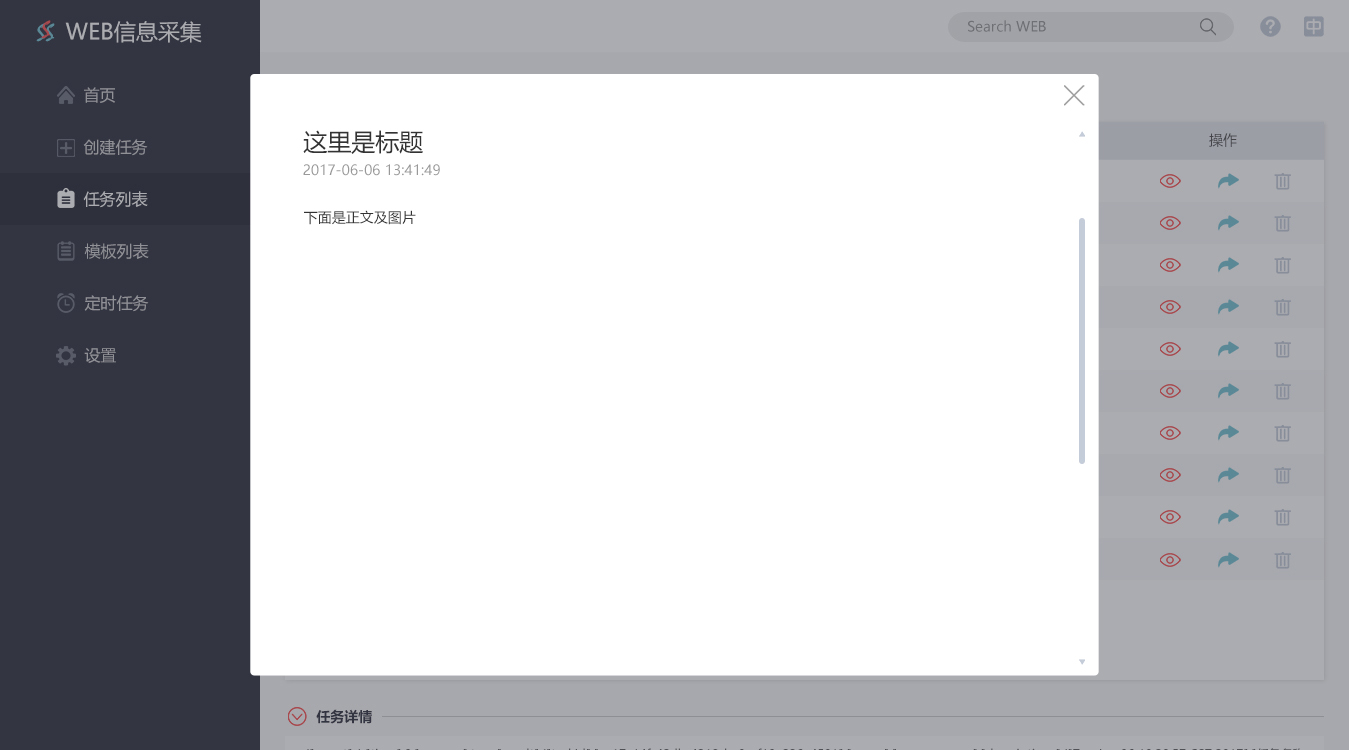 WEB信息采集
Search WEB
中
首页
创建任务
任务列表
模板列表
定时任务
设置
操作
这里是标题
2017-06-06 13:41:49
下面是正文及图片
任务详情